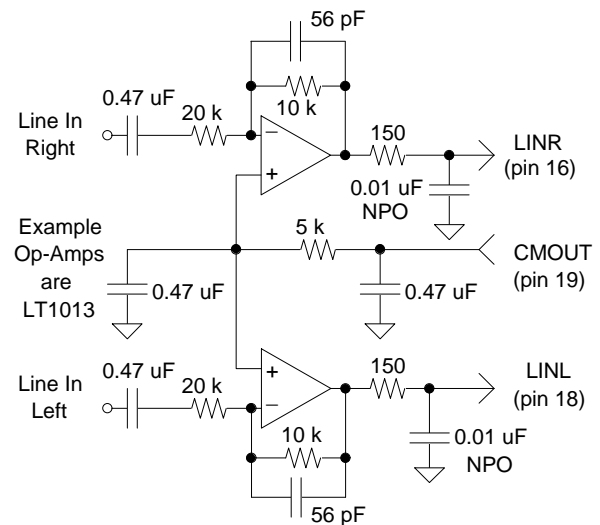 56 pF
0.47 uF
20 k
10 k
Line In
Right
150
LINR
(pin 16)
0.01 uF
NPO
Example
Op-Amps
are
LT1013
5 k
CMOUT
(pin 19)
0.47 uF
0.47 uF
0.47 uF
20 k
Line In
Left
150
LINL
(pin 18)
10 k
0.01 uF
NPO
56 pF